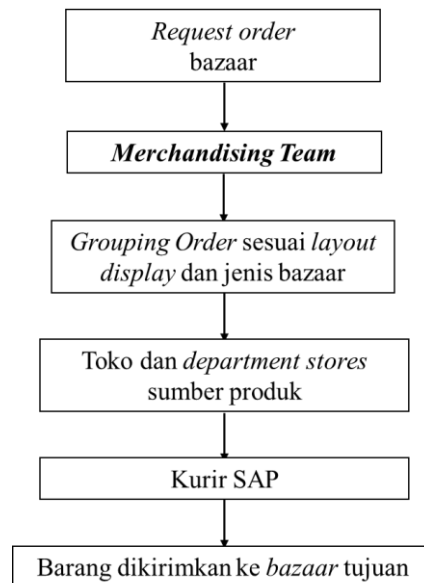 Request order
bazaar
Merchandising Team
Grouping Order sesuai layout
display dan jenis bazaar
Toko dan department stores
sumber produk
Kurir SAP
Barang dikirimkan ke bazaar tujuan